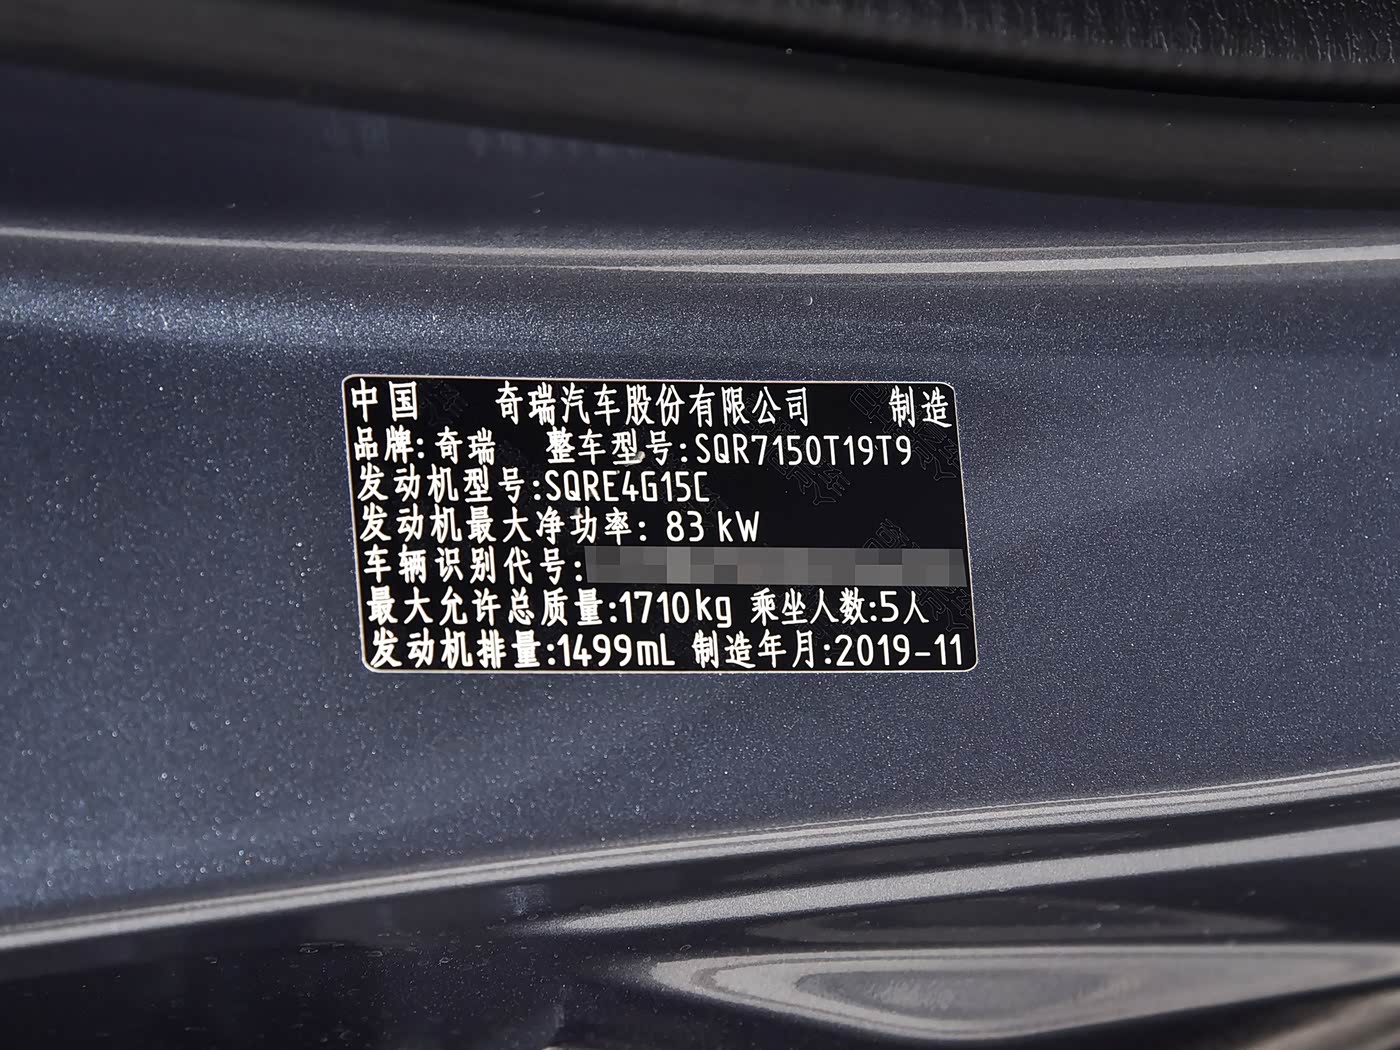 中国 奇瑞汽车股份有限公司 制造
品牌:奇瑞 整车型号:SQR7150T19T9
发动机型号:SQRE4G15C
发动机最大净功率: 83 kW
车辆识别代号:
最大允许总质量:1710kg 乘坐人数:5人
发动机排量:1499mL 制造年月:2019-11